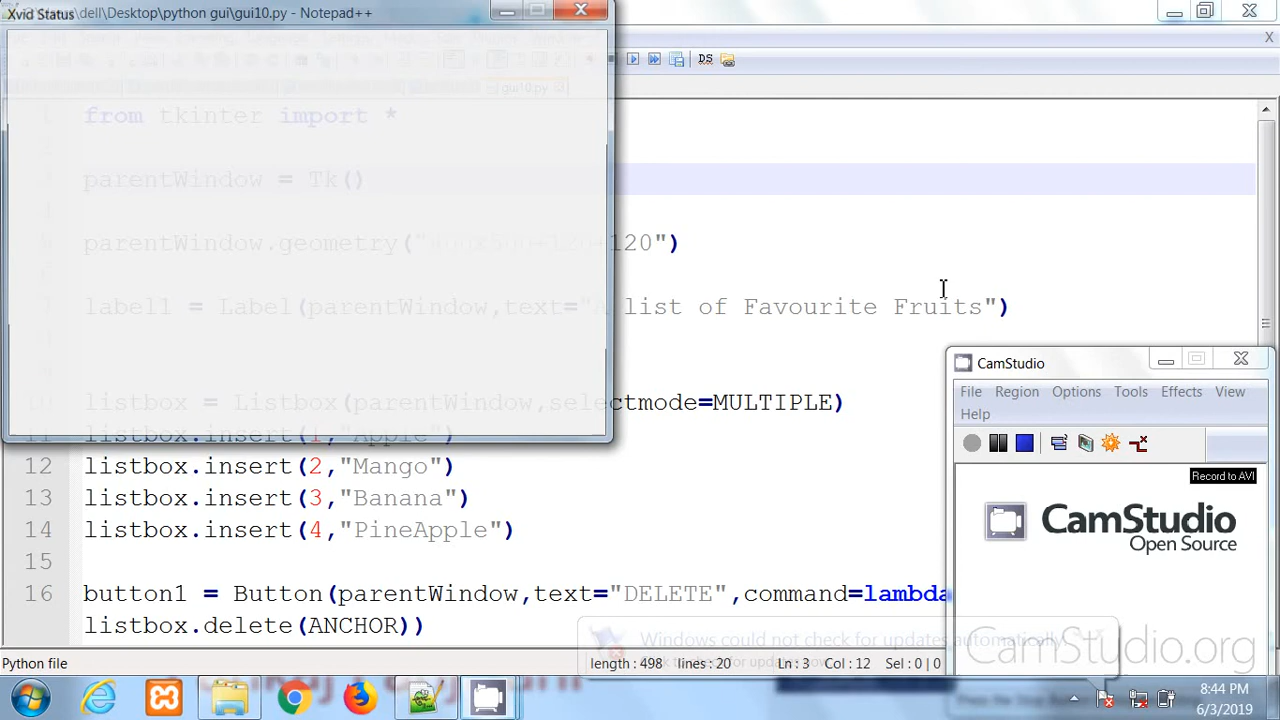 Xvid Status
\dell\Desktop\python gui\gui10.py - Notepad++
DS
gui10.py
from tkinter import *
parentWindow = Tk()
parentWindow.geometry(" 120")
label1 = Label(parentWindow,text="A list of Favourite Fruits")
listbox = Listbox(parentWindow,selectmode=MULTIPLE)
listbox.insert(1,"Apple")
12 listbox.insert(2,"Mango")
13 listbox.insert(3,"Banana")
14 listbox.insert(4,"PineApple")
15
16 button1 = Button(parentWindow,text="DELETE",command=lambda
listbox.delete(ANCHOR))
CamStudio
File Region Options Tools Effects View
Help
Record to AVI
CamStudio
Open Source
CamStudio.org
Windows could not check for updates automatically
Python file length : 498 lines : 20 Ln : 3 Col : 12 Sel : 0 | 0
8:44 PM
6/3/2019